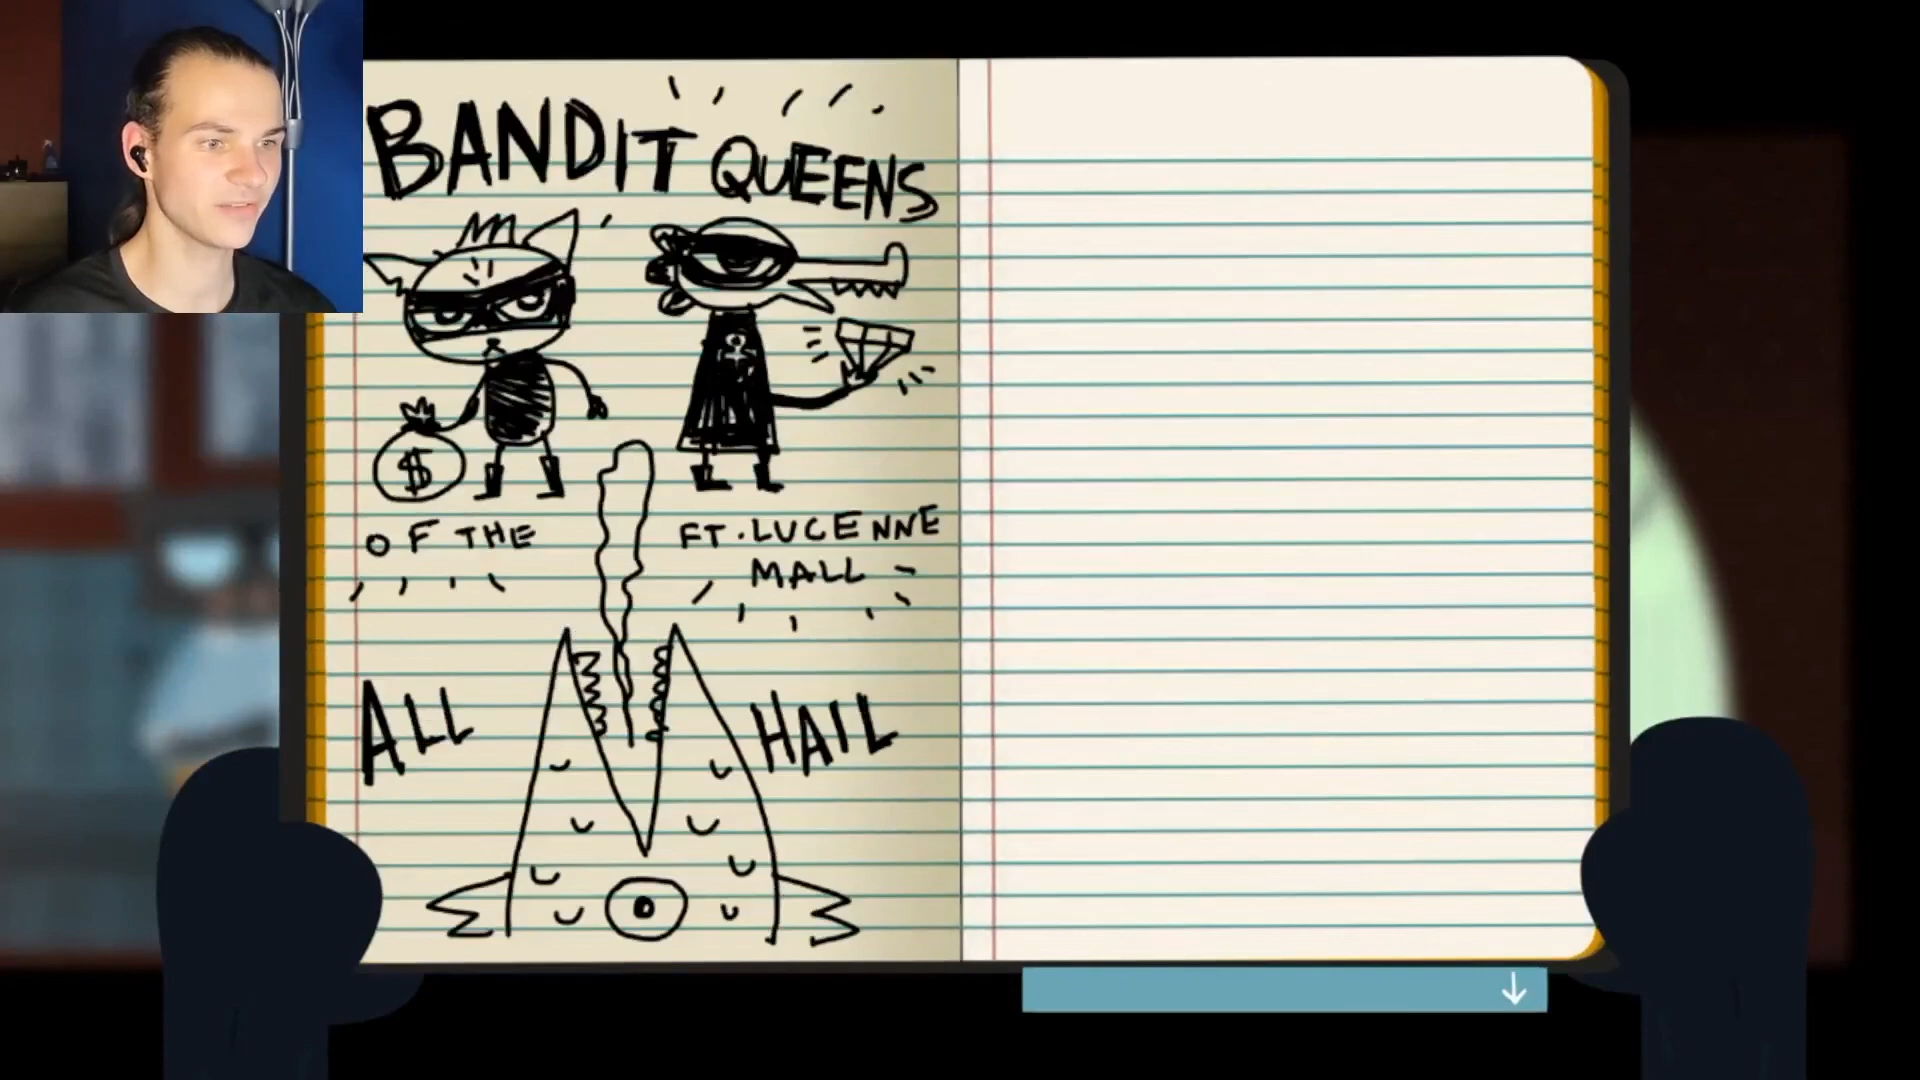 BANDIT QUEENS
$
OF THE FT. LUCENNE
MALL
ALL HAIL